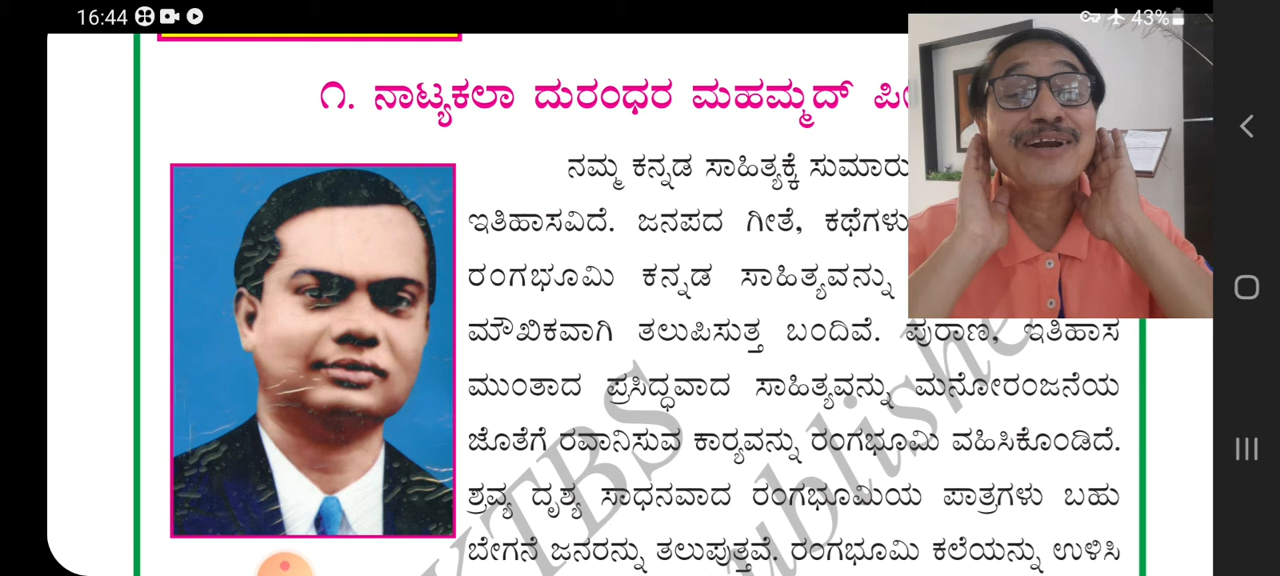 16:44
43%
೧. ನಾಟ್ಯಕಲಾ ದುರಂಧರ ಮಹಮ್ಮದ್
ನಮ್ಮ ಕನ್ನಡ ಸಾಹಿತ್ಯಕ್ಕೆ ಸುಮಾರು
ಇತಿಹಾಸವಿದೆ. ಜನಪದ ಗೀತೆ, ಕಥೆಗಳು
ರಂಗಭೂಮಿ ಕನ್ನಡ ಸಾಹಿತ್ಯವನ್ನು
ಮೌಖಿಕವಾಗಿ ತಲುಪಿಸುತ್ತ ಬಂದಿವೆ. ಪುರಾಣ, ಇತಿಹಾಸ
ಮುಂತಾದ ಪ್ರಸಿದ್ಧವಾದ ಸಾಹಿತ್ಯವನ್ನು ಮನೋರಂಜನೆಯ
ಜೊತೆಗೆ ರವಾನಿಸುವ ಕಾರ‍್ಯವನ್ನು ರಂಗಭೂಮಿ ವಹಿಸಿಕೊಂಡಿದೆ.
ಶ್ರವ್ಯ ದೃಶ್ಯ ಸಾಧನವಾದ ರಂಗಭೂಮಿಯ ಪಾತ್ರಗಳು ಬಹು
ಬೇಗನೆ ಜನರನ್ನು ತಲುಪುತ್ತವೆ. ರಂಗಭೂಮಿ ಕಲೆಯನ್ನು ಉಳಿಸಿ
KTBS